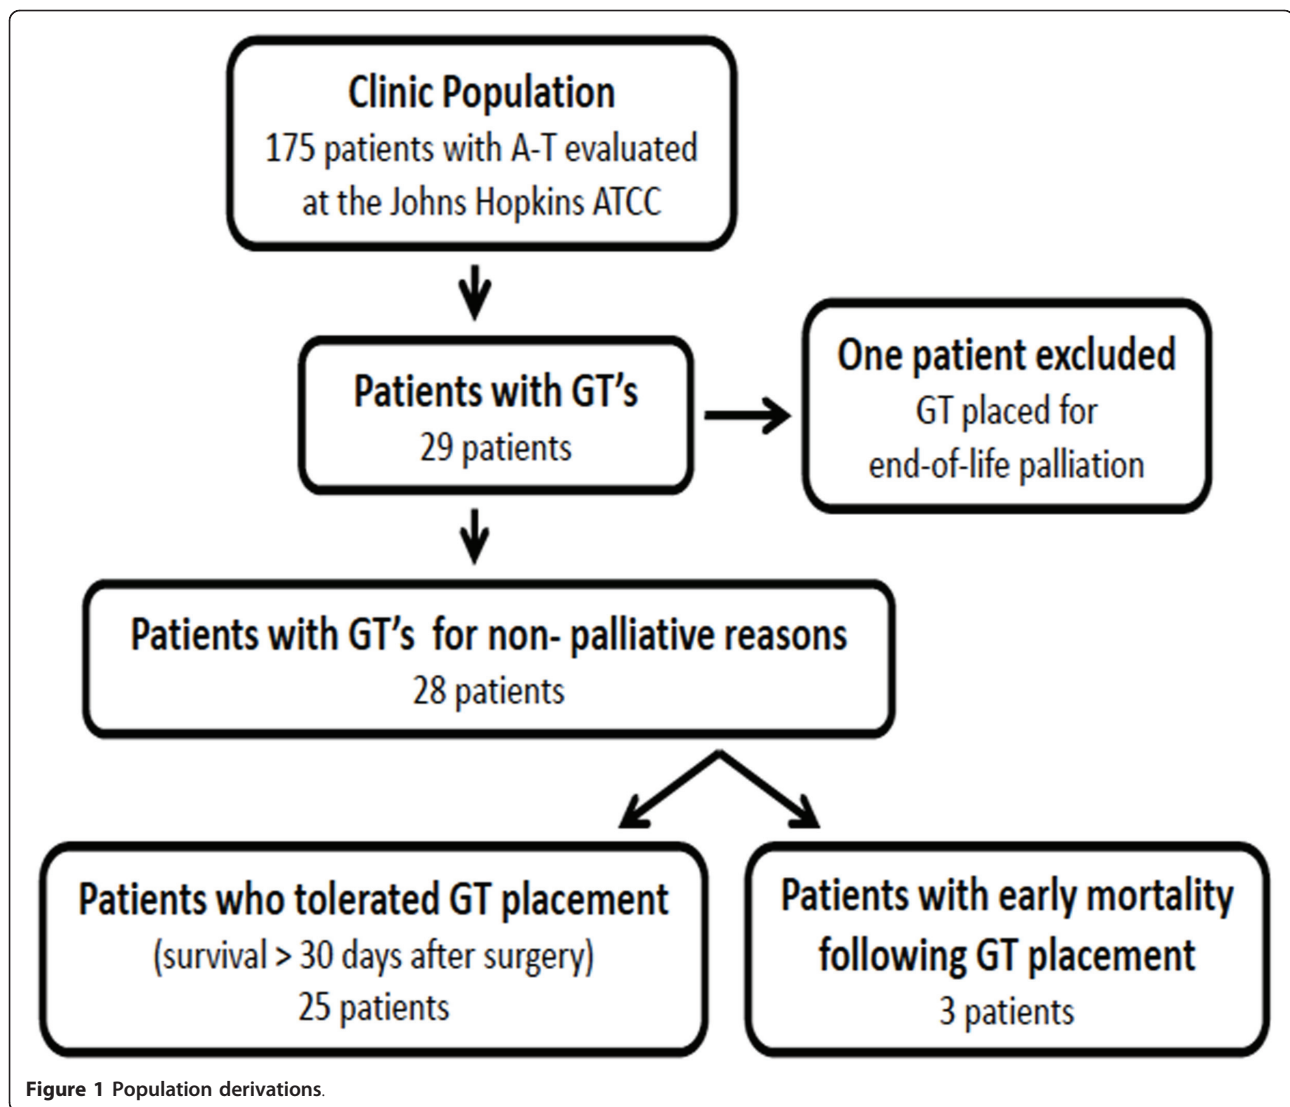 Clinic Population
175 patients with A-T evaluated
at the Johns Hopkins ATCC
Patients with GT's
29 patients
One patient excluded
GT placed for
end-of-life palliation
Patients with GT's  for non- palliative reasons
28 patients
Patients who tolerated GT placement
(survival > 30 days after surgery)
25 patients
Patients with early mortality
following GT placement
3 patients
Figure 1 Population derivations.